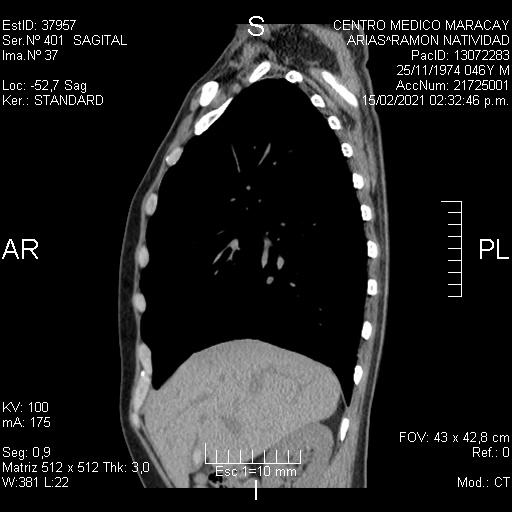 EstID: 37957
Ser.Nº 401 SAGITAL
Ima.Nº 37
Loc: -52,7 Sag
Ker.: STANDARD
S
CENTRO MEDICO MARACAY
ARIAS^RAMON NATIVIDAD
PacID: 13072283
25/11/1974 046Y M
AccNum: 21725001
15/02/2021 02:32:46 p.m.
AR
PL
KV: 100
mA: 175
Seg: 0,9
Matriz 512 x 512 Thk: 3,0
W:381 L:22
Esc 1=10 mm
I
FOV: 43 x 42,8 cm
Ref.: 0
Mod.: CT